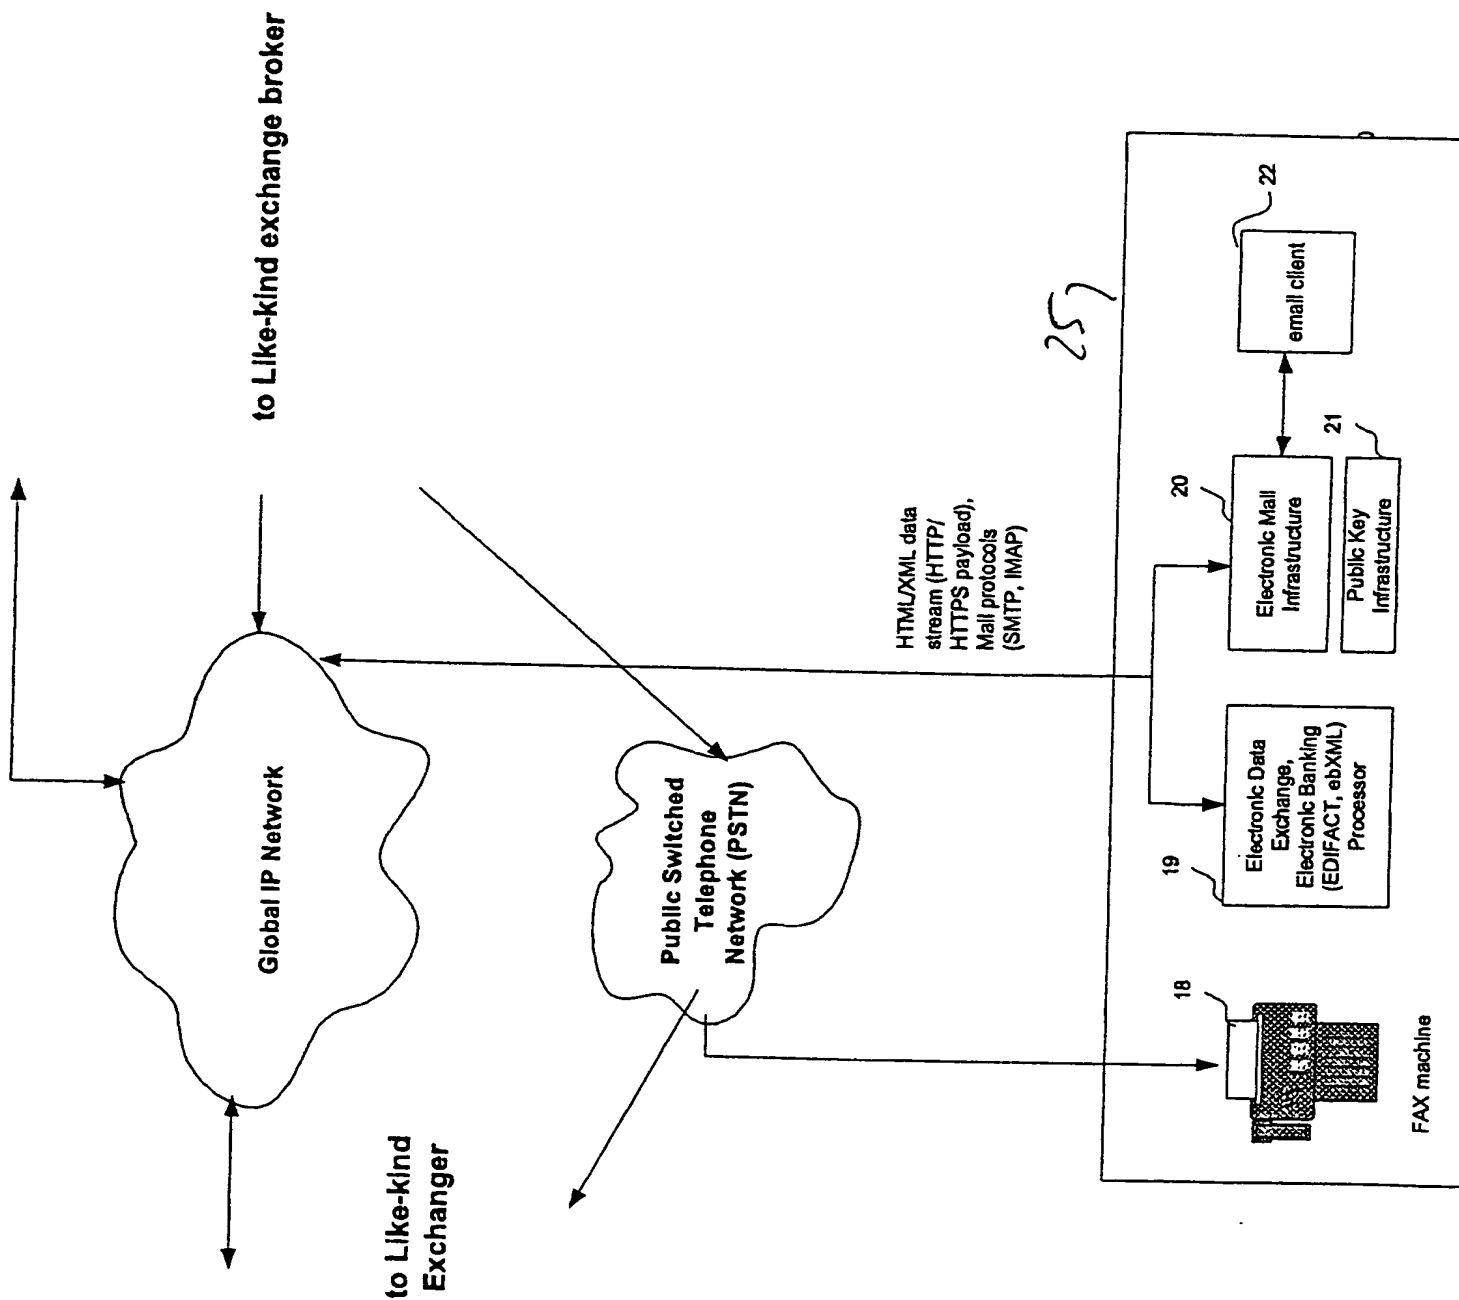 to Like-kind exchange broker
Global IP Network
to Like-kind
Exchanger
Public Switched
Telephone
Network (PSTN)
HTML/XML data
stream (HTTP/
HTTPS payload),
Mail protocols
(SMTP, IMAP)
25
18
FAX machine
19
Electronic Data
Exchange,
Electronic Banking
(EDIFACT, ebXML)
Processor
20
Electronic Mail
Infrastructure
21
Public Key
Infrastructure
22
email client